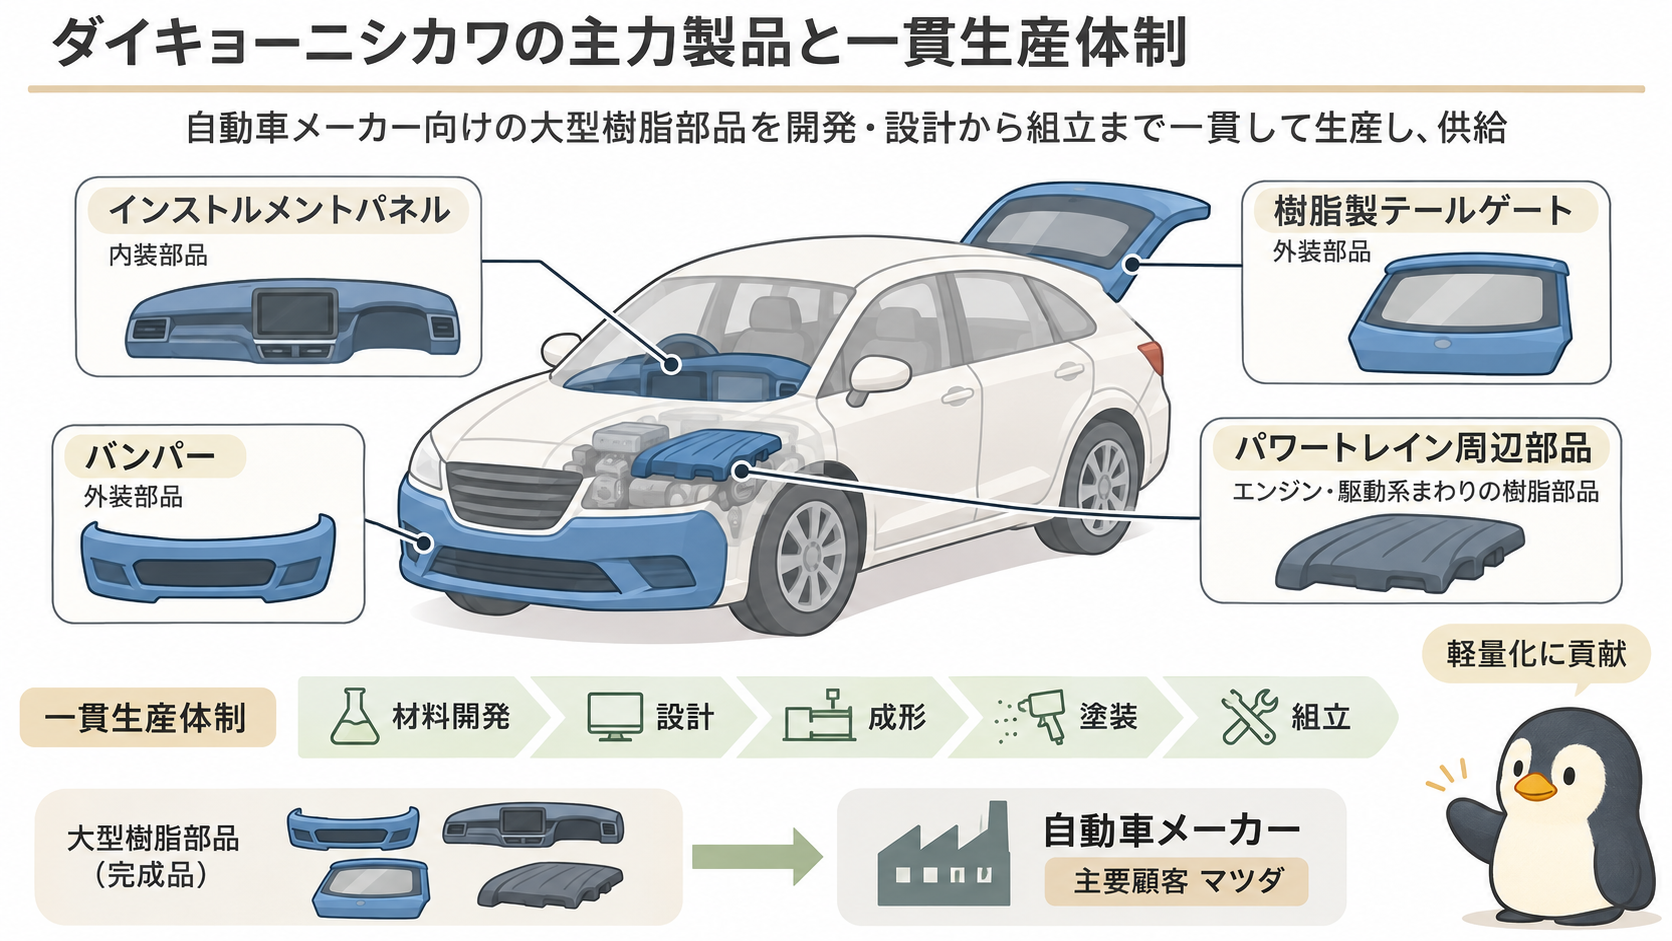 ダイキョーニシカワの主力製品と一貫生産体制
自動車メーカー向けの大型樹脂部品を開発・設計から組立まで一貫して生産し、供給
インストルメントパネル
内装部品
樹脂製テールゲート
外装部品
バンパー
外装部品
パワートレイン周辺部品
エンジン・駆動系まわりの樹脂部品
軽量化に貢献
一貫生産体制
材料開発
設計
成形
塗装
組立
大型樹脂部品
（完成品）
自動車メーカー
主要顧客 マツダ